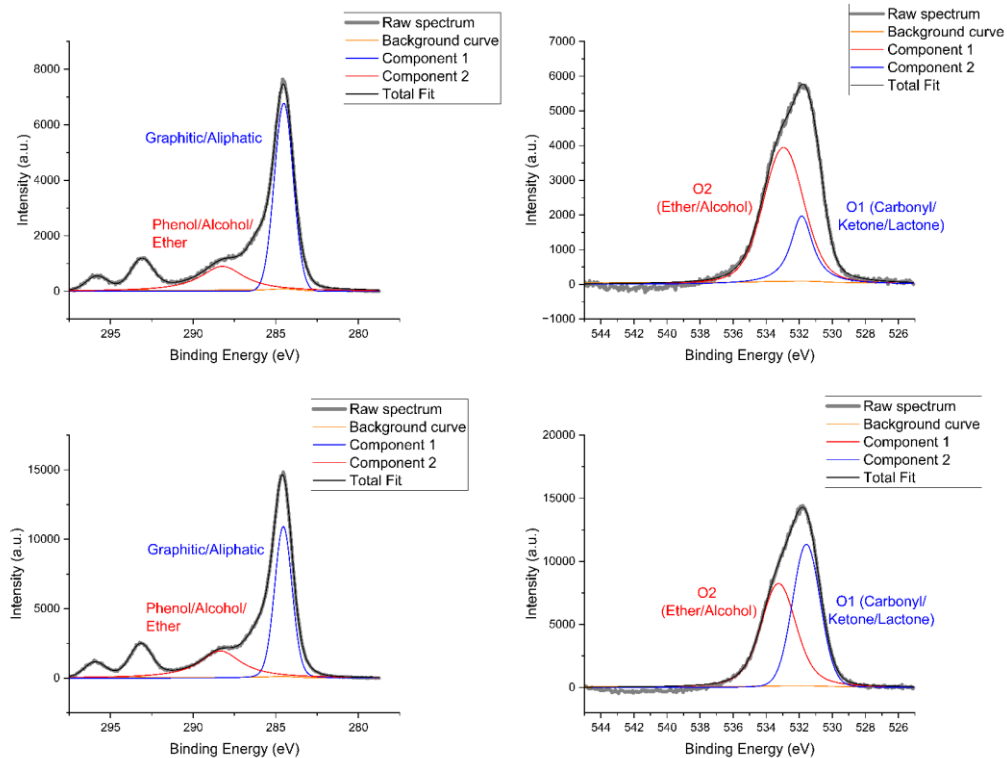 Raw spectrum
Background curve
Component 1
Component 2
Total Fit
8000
6000
4000
2000
0
Intensity (a.u.)
Graphitic/Aliphatic
Phenol/Alcohol/
Ether
295
290
285
280
Binding Energy (eV)
Raw spectrum
Background curve
Component 1
Component 2
Total Fit
8000
7000
6000
5000
4000
3000
2000
1000
0
−1000
Intensity (a.u.)
O2
(Ether/Alcohol)
O1 (Carbonyl/
Ketone/Lactone)
544
542
540
538
536
534
532
530
528
526
Binding Energy (eV)
Raw spectrum
Background curve
Component 1
Component 2
Total Fit
15000
10000
5000
0
Intensity (a.u.)
Graphitic/Aliphatic
Phenol/Alcohol/
Ether
295
290
285
280
Binding Energy (eV)
Raw spectrum
Background curve
Component 1
Component 2
Total Fit
20000
15000
10000
5000
0
Intensity (a.u.)
O2
(Ether/Alcohol)
O1 (Carbonyl/
Ketone/Lactone)
544
542
540
538
536
534
532
530
528
526
Binding Energy (eV)